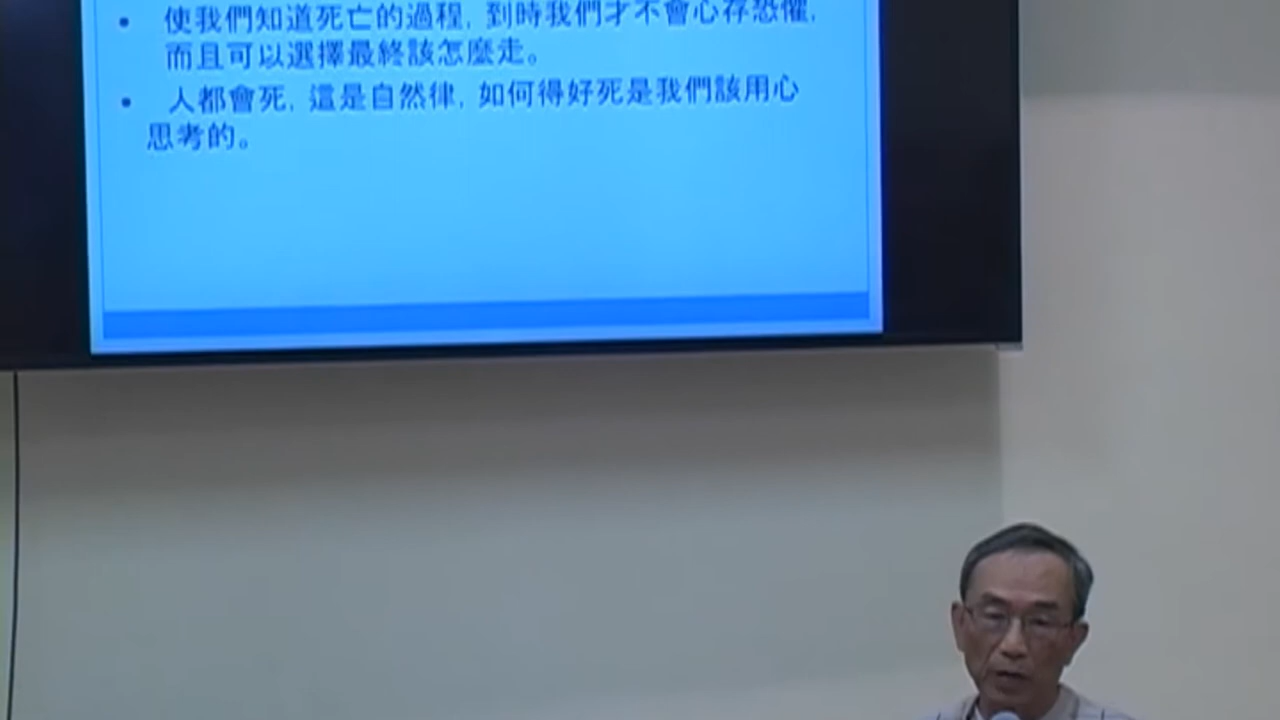 • 使我們知道死亡的過程, 到時我們才不會心存恐懼,
而且可以選擇最終該怎麼走。
• 人都會死, 這是自然律, 如何得好死是我們該用心
思考的。